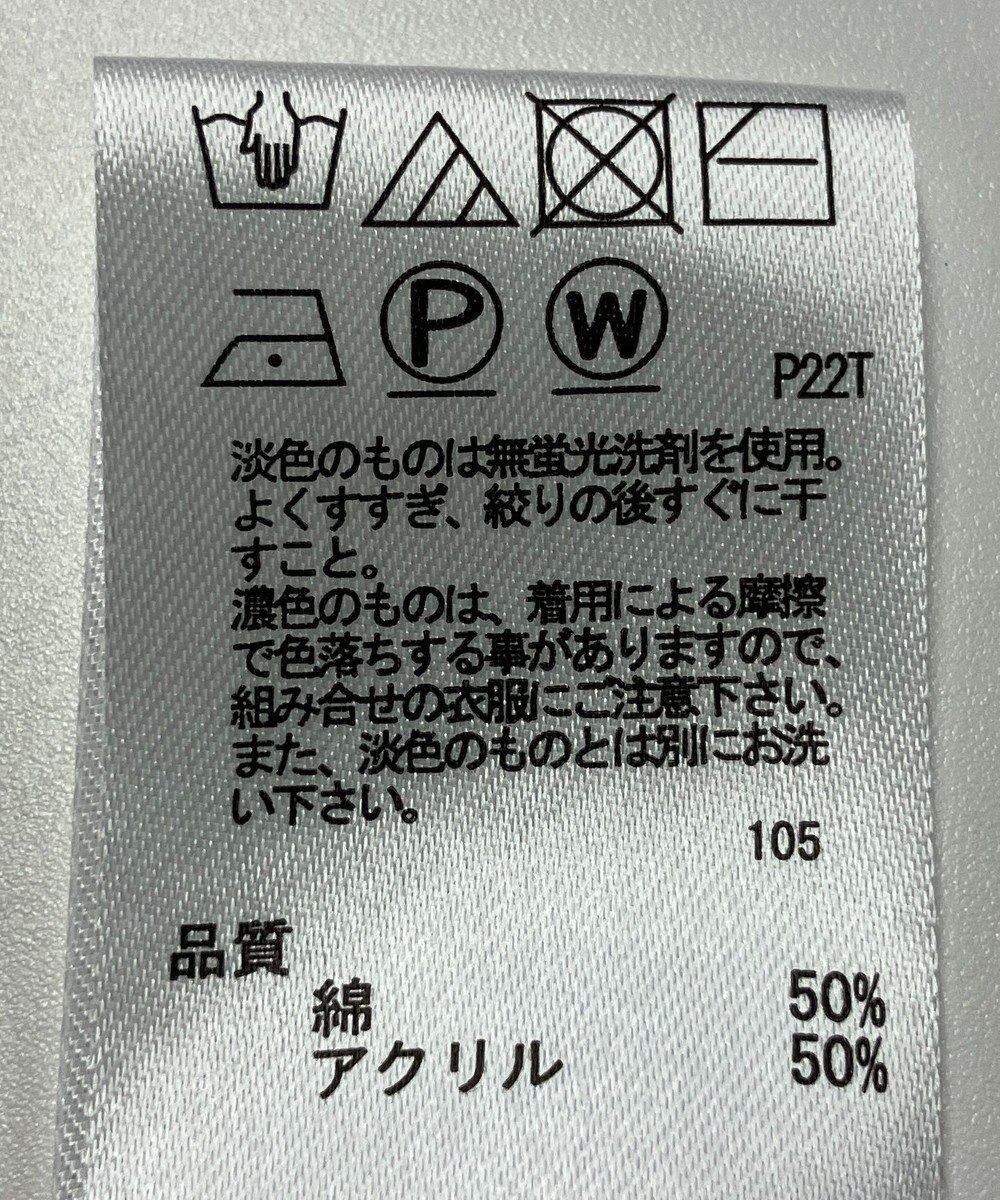 P
W
P22T
淡色のものは無蛍光洗剤を使用。
よくすすぎ、絞りの後すぐに干
すこと。
濃色のものは、着用による摩擦
で色落ちする事がありますので、
組み合せの衣服にご注意下さい。
また、淡色のものとは別にお洗
い下さい。
105
品質
綿 50%
アクリル 50%